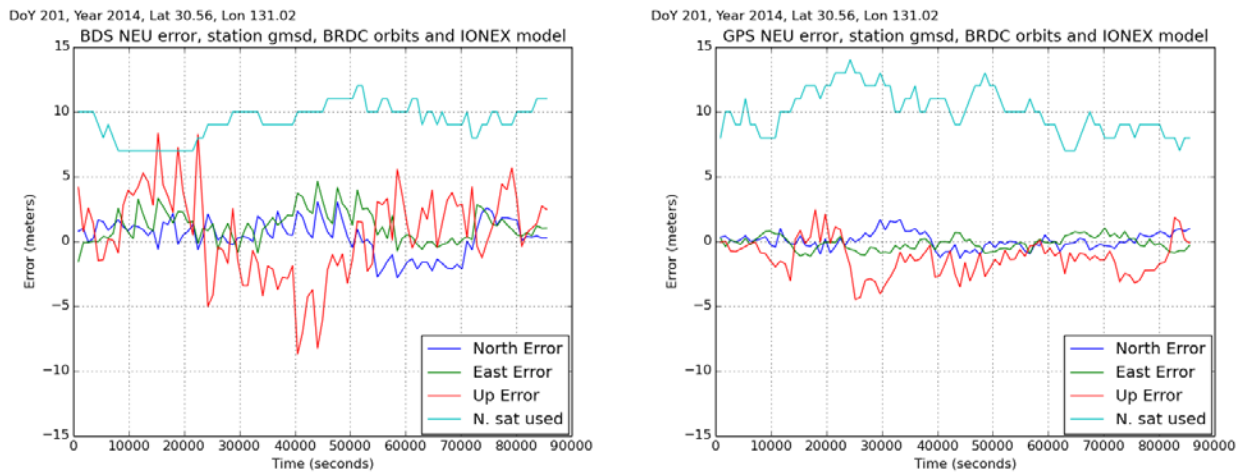 DoY 201, Year 2014, Lat 30.56, Lon 131.02
BDS NEU error, station gmsd, BRDC orbits and IONEX model
Error (meters)
15
10
5
0
−5
−10
−15
North Error
East Error
Up Error
N. sat used
0 10000 20000 30000 40000 50000 60000 70000 80000 90000
Time (seconds)
DoY 201, Year 2014, Lat 30.56, Lon 131.02
GPS NEU error, station gmsd, BRDC orbits and IONEX model
Error (meters)
15
10
5
0
−5
−10
−15
North Error
East Error
Up Error
N. sat used
0 10000 20000 30000 40000 50000 60000 70000 80000 90000
Time (seconds)